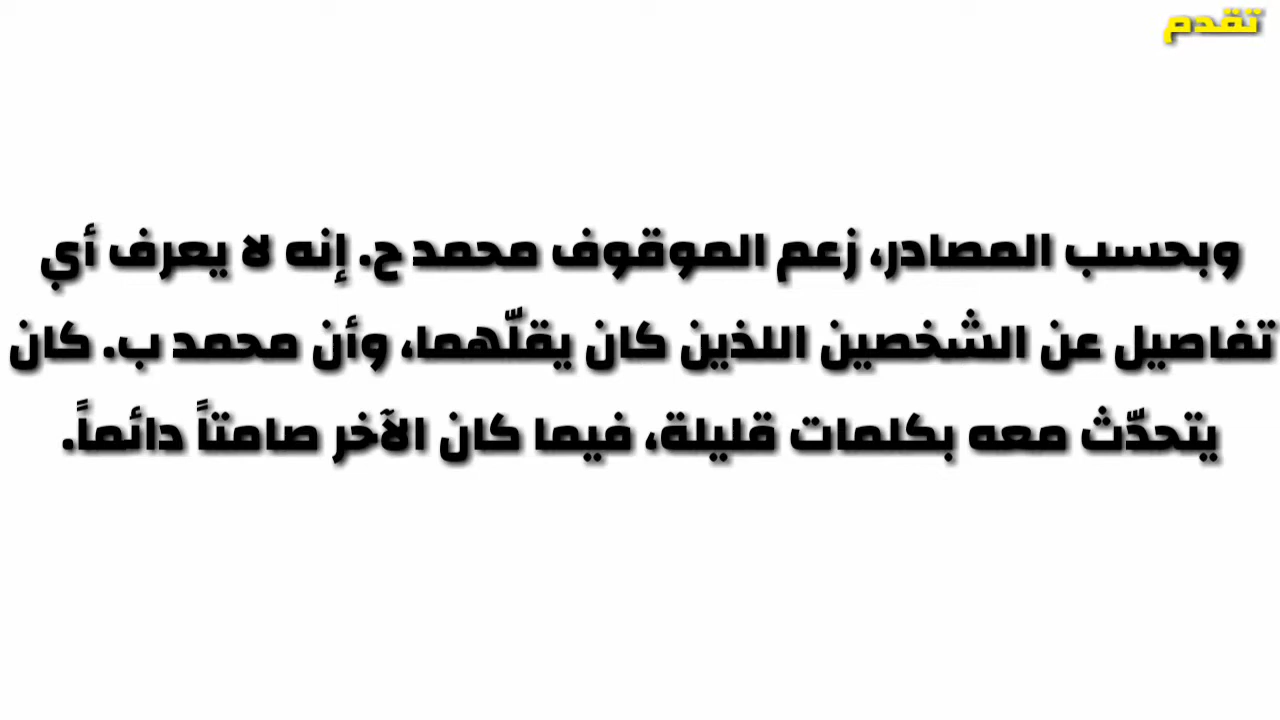 تقدم
وبحسب المصادر، زعم الموقوف محمد ح. إنه لا يعرف أي
تفاصيل عن الشخصين اللذين كان يقلّهما، وأن محمد ب. كان
يتحدّث معه بكلمات قليلة، فيما كان الآخر صامتاً دائماً.